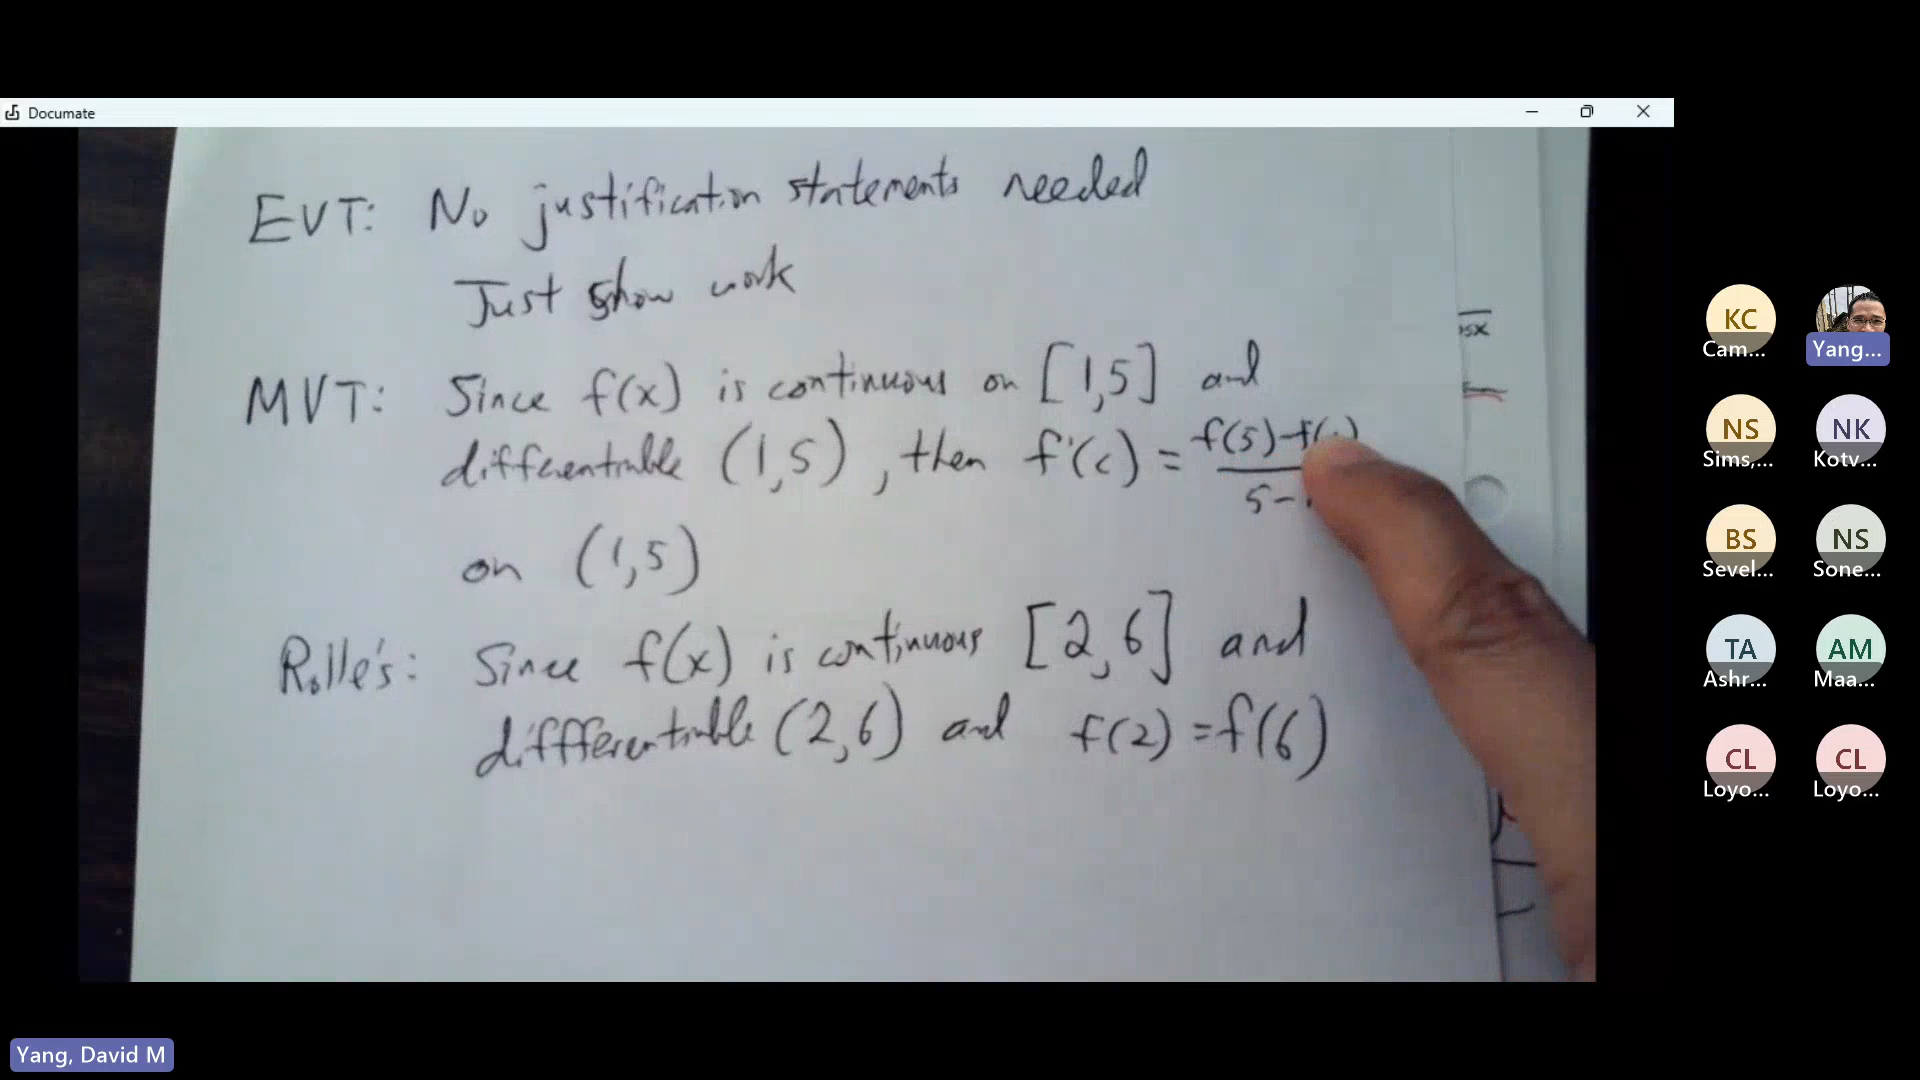 Documate
EVT: No justification statements needed
Just show work
MVT: Since f(x) is continuous on [1,5] and
differentiable (1,5), then f'(c) = f(5)-f(
5-
on (1,5)
Rolle's: Since f(x) is continuous [2,6] and
diffferentiable (2,6) and f(2)=f(6)
KC
Cam...
Yang...
NS
Sims,...
NK
Kotv...
BS
Sevel...
NS
Sone...
TA
Ashr...
AM
Maa...
CL
Loyo...
CL
Loyo...
Yang, David M